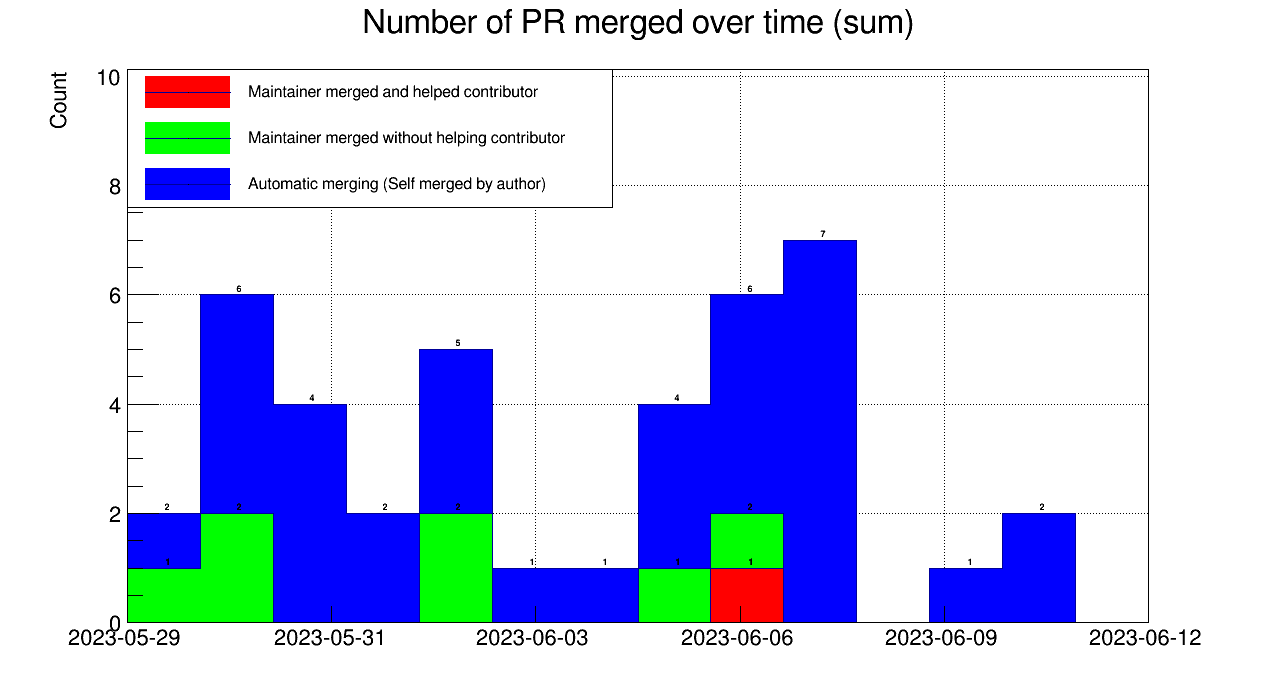 Number of PR merged over time (sum)
Count
10
8
6
4
2
0
Maintainer merged and helped contributor
Maintainer merged without helping contributor
Automatic merging (Self merged by author)
2 6 4 2 5 1 1 4 6 7 1 2
1 2 2 1 2
1
2023-05-29 2023-05-31 2023-06-03 2023-06-06 2023-06-09 2023-06-12